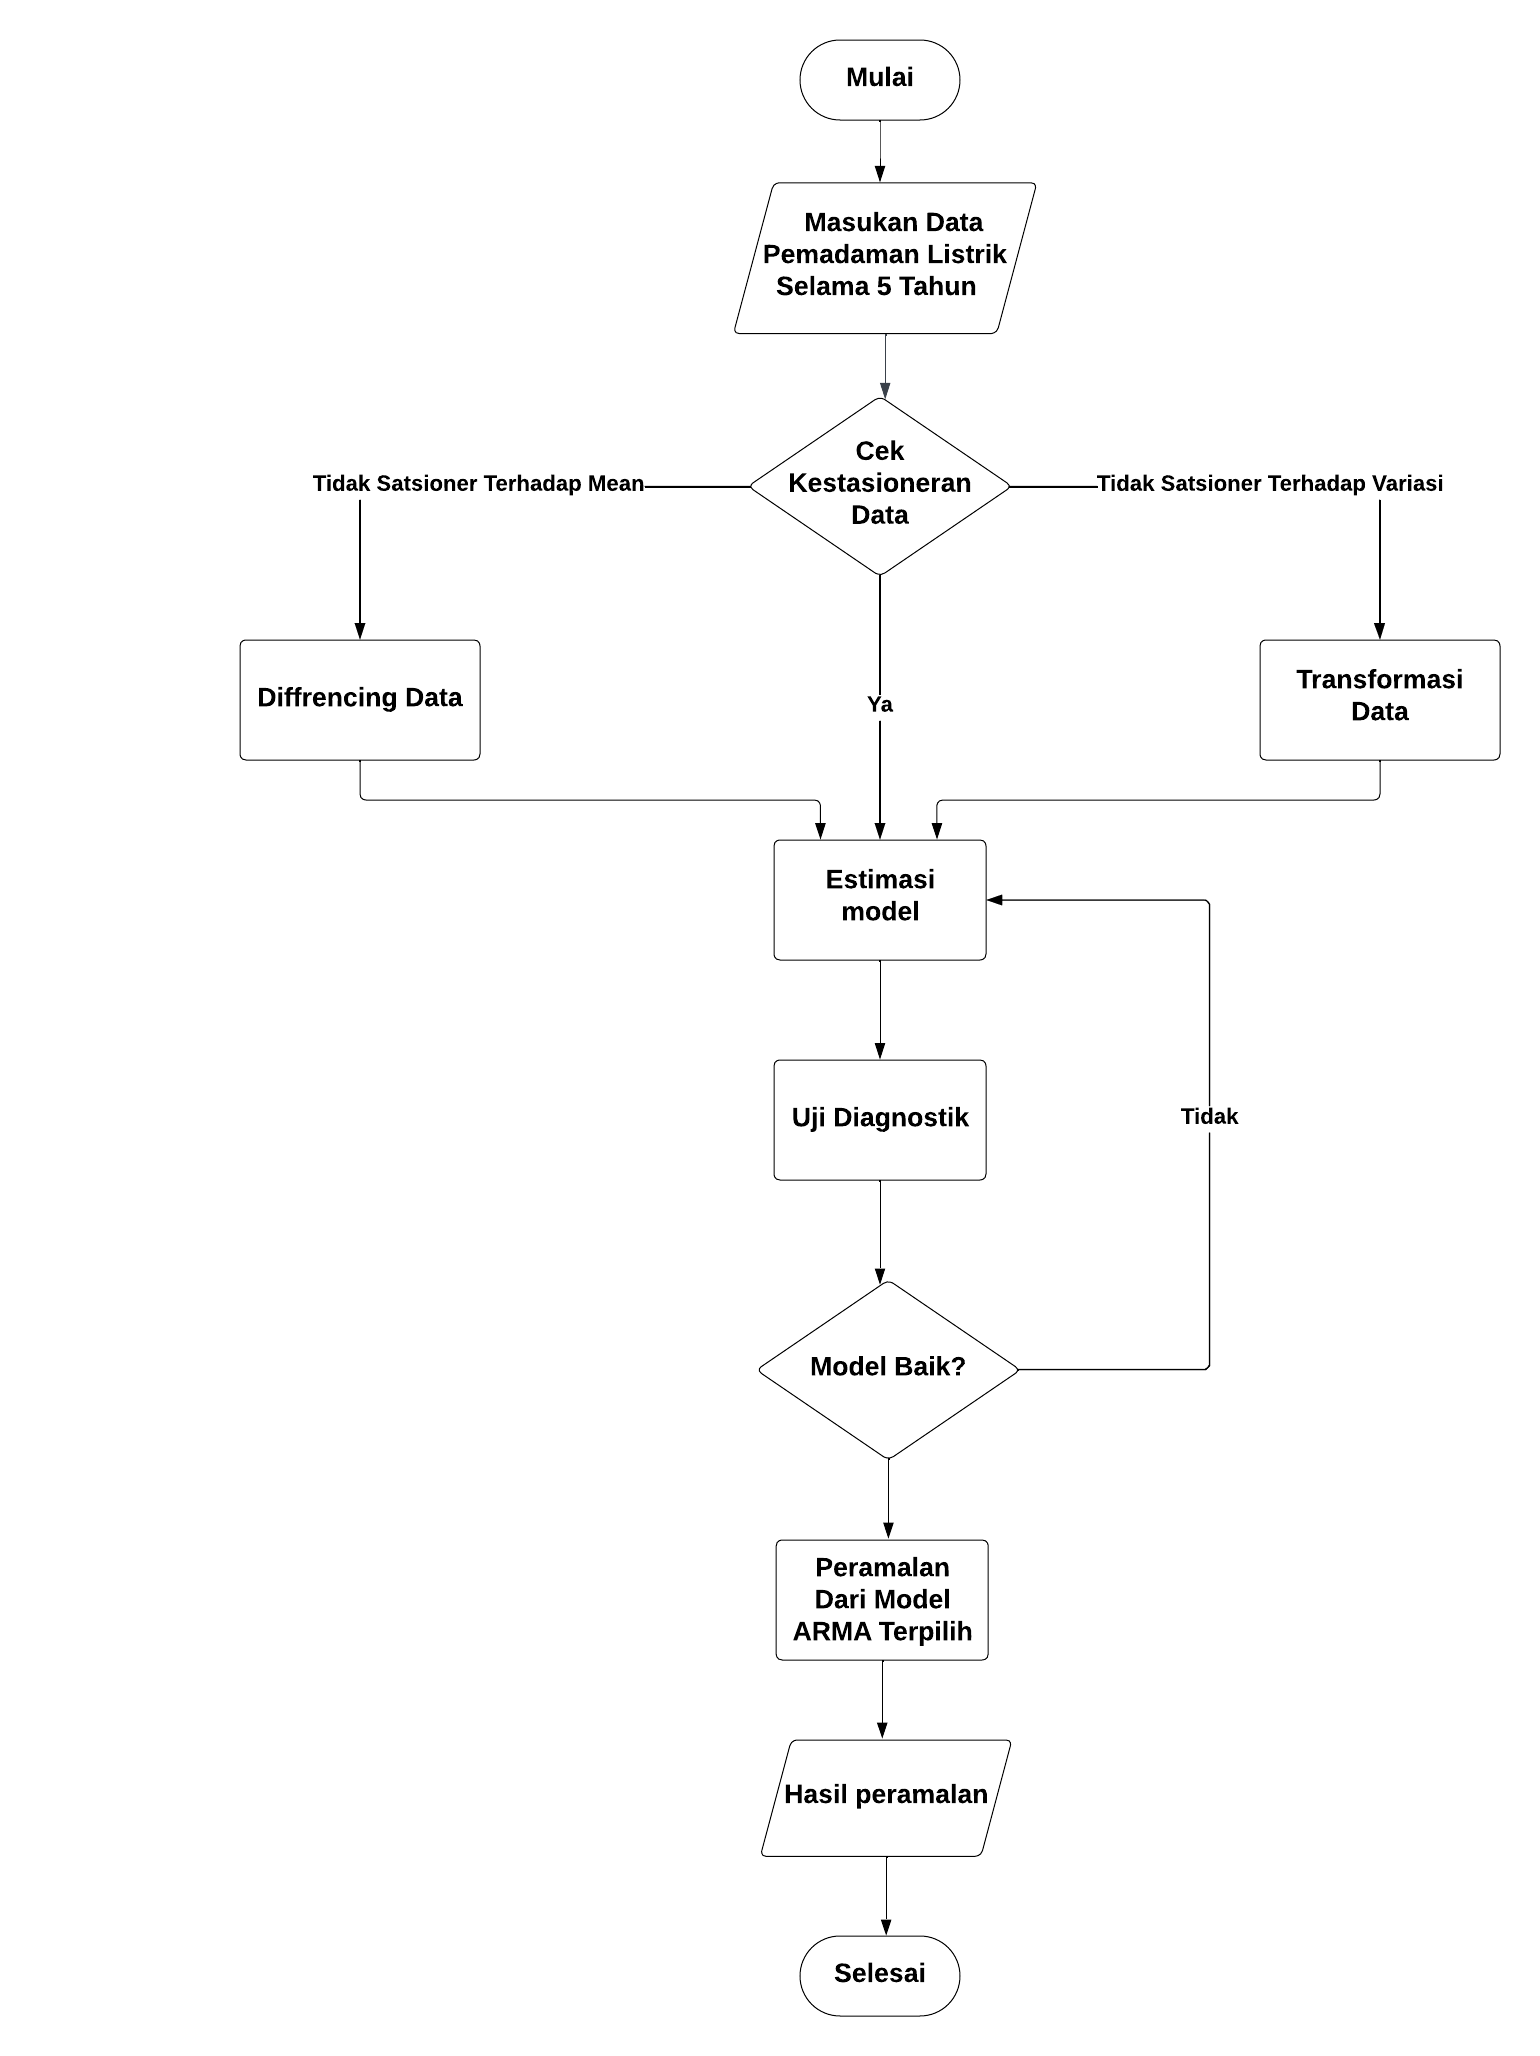 Mulai
Masukan Data
Pemadaman Listrik
Selama 5 Tahun
Cek
Kestasioneran
Data
Tidak Satsioner Terhadap Mean
Tidak Satsioner Terhadap Variasi
Diffrencing Data
Ya
Transformasi
Data
Estimasi
model
Uji Diagnostik
Tidak
Model Baik?
Peramalan
Dari Model
ARMA Terpilih
Hasil peramalan
Selesai